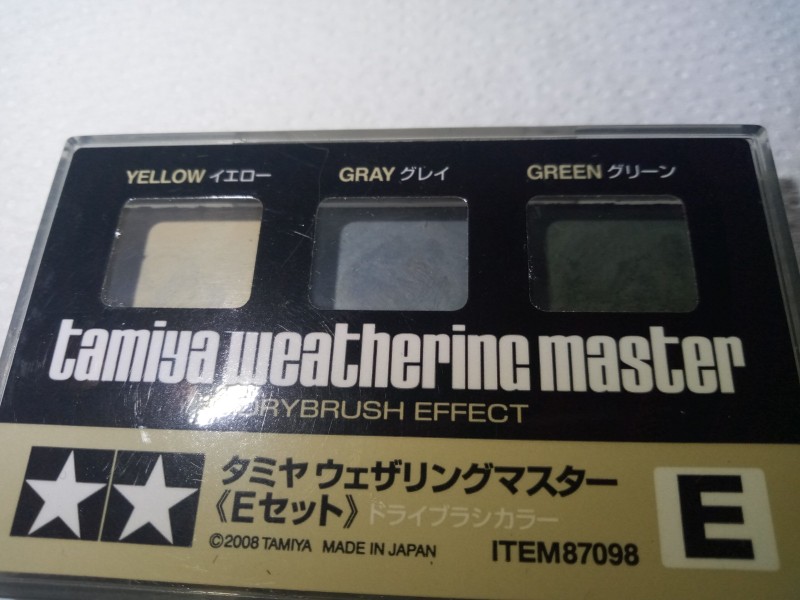 YELLOW イエロー
GRAY グレイ
GREEN グリーン
tamiya weathering master
DRYBRUSH EFFECT
タミヤ ウェザリングマスター
《Eセット》 ドライブラシカラー
©2008 TAMIYA MADE IN JAPAN
ITEM87098
E